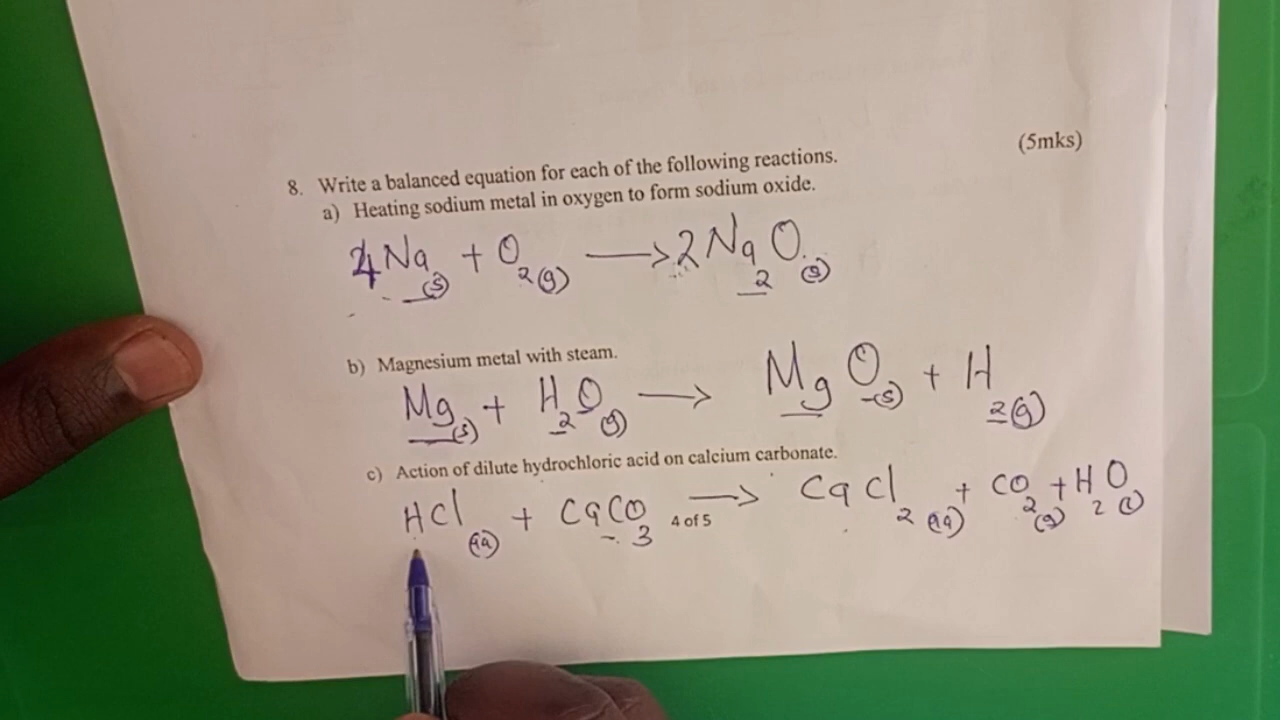 (5mks)
8. Write a balanced equation for each of the following reactions.
a) Heating sodium metal in oxygen to form sodium oxide.
4Na(s) + O2(g) → 2Na2O(s)
b) Magnesium metal with steam.
Mg(s) + H2O(g) → MgO(s) + H2(g)
c) Action of dilute hydrochloric acid on calcium carbonate.
HCl(aq) + CaCO3 → CaCl2(aq) + CO2(g) + H2O(l)
4 of 5